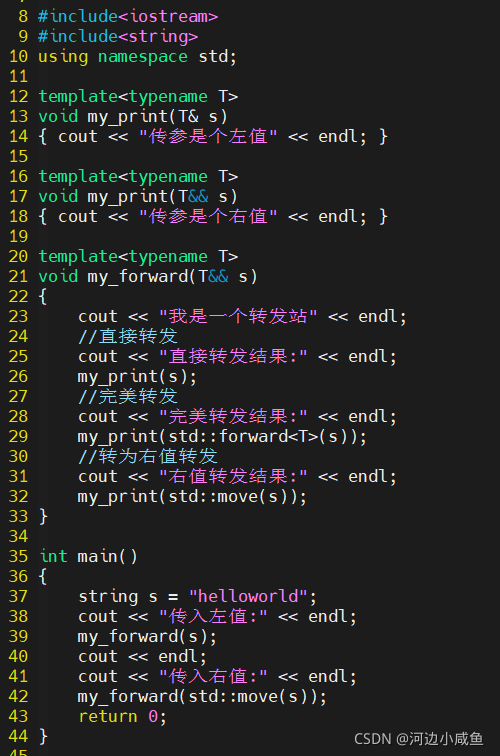 8 #include<iostream>
9 #include<string>
10 using namespace std;
11
12 template<typename T>
13 void my_print(T& s)
14 { cout << "传参是个左值" << endl; }
15
16 template<typename T>
17 void my_print(T&& s)
18 { cout << "传参是个右值" << endl; }
19
20 template<typename T>
21 void my_forward(T&& s)
22 {
23     cout << "我是一个转发站" << endl;
24     //直接转发
25     cout << "直接转发结果:" << endl;
26     my_print(s);
27     //完美转发
28     cout << "完美转发结果:" << endl;
29     my_print(std::forward<T>(s));
30     //转为右值转发
31     cout << "右值转发结果:" << endl;
32     my_print(std::move(s));
33 }
34
35 int main()
36 {
37     string s = "helloworld";
38     cout << "传入左值:" << endl;
39     my_forward(s);
40     cout << endl;
41     cout << "传入右值:" << endl;
42     my_forward(std::move(s));
43     return 0;
44 }
CSDN @河边小咸鱼